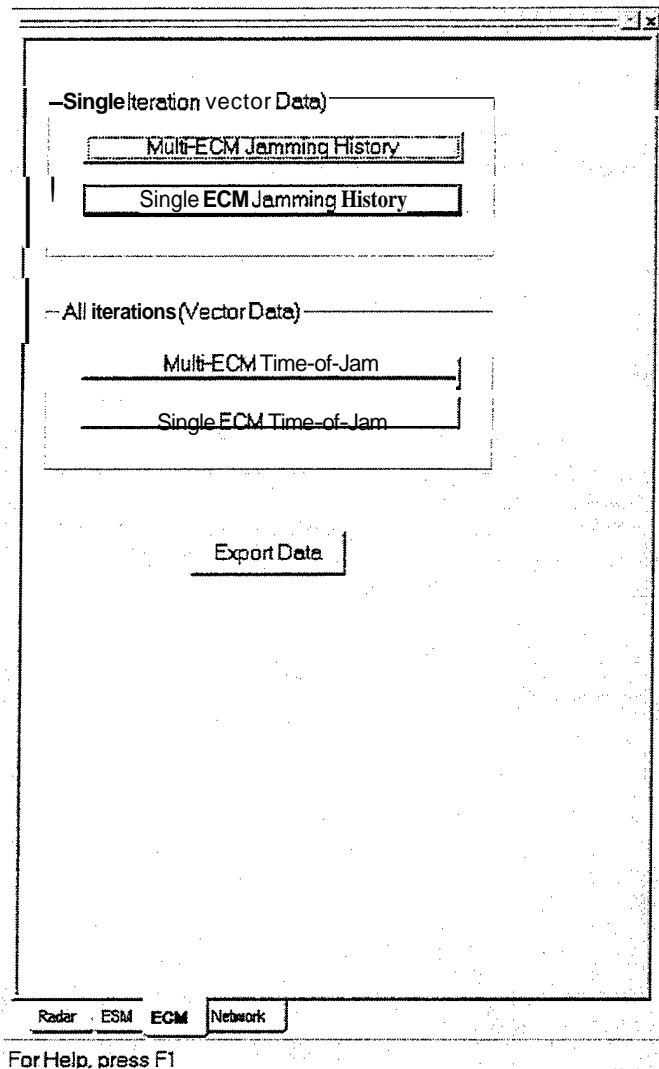 Single Iteration vector Data)
Multi-ECM Jamming History
Single ECM Jamming History
All iterations (Vector Data)
Multi-ECM Time-of-Jam
Single ECM Time-of-Jam
Export Data
Radar ESM ECM Network
For Help, press F1